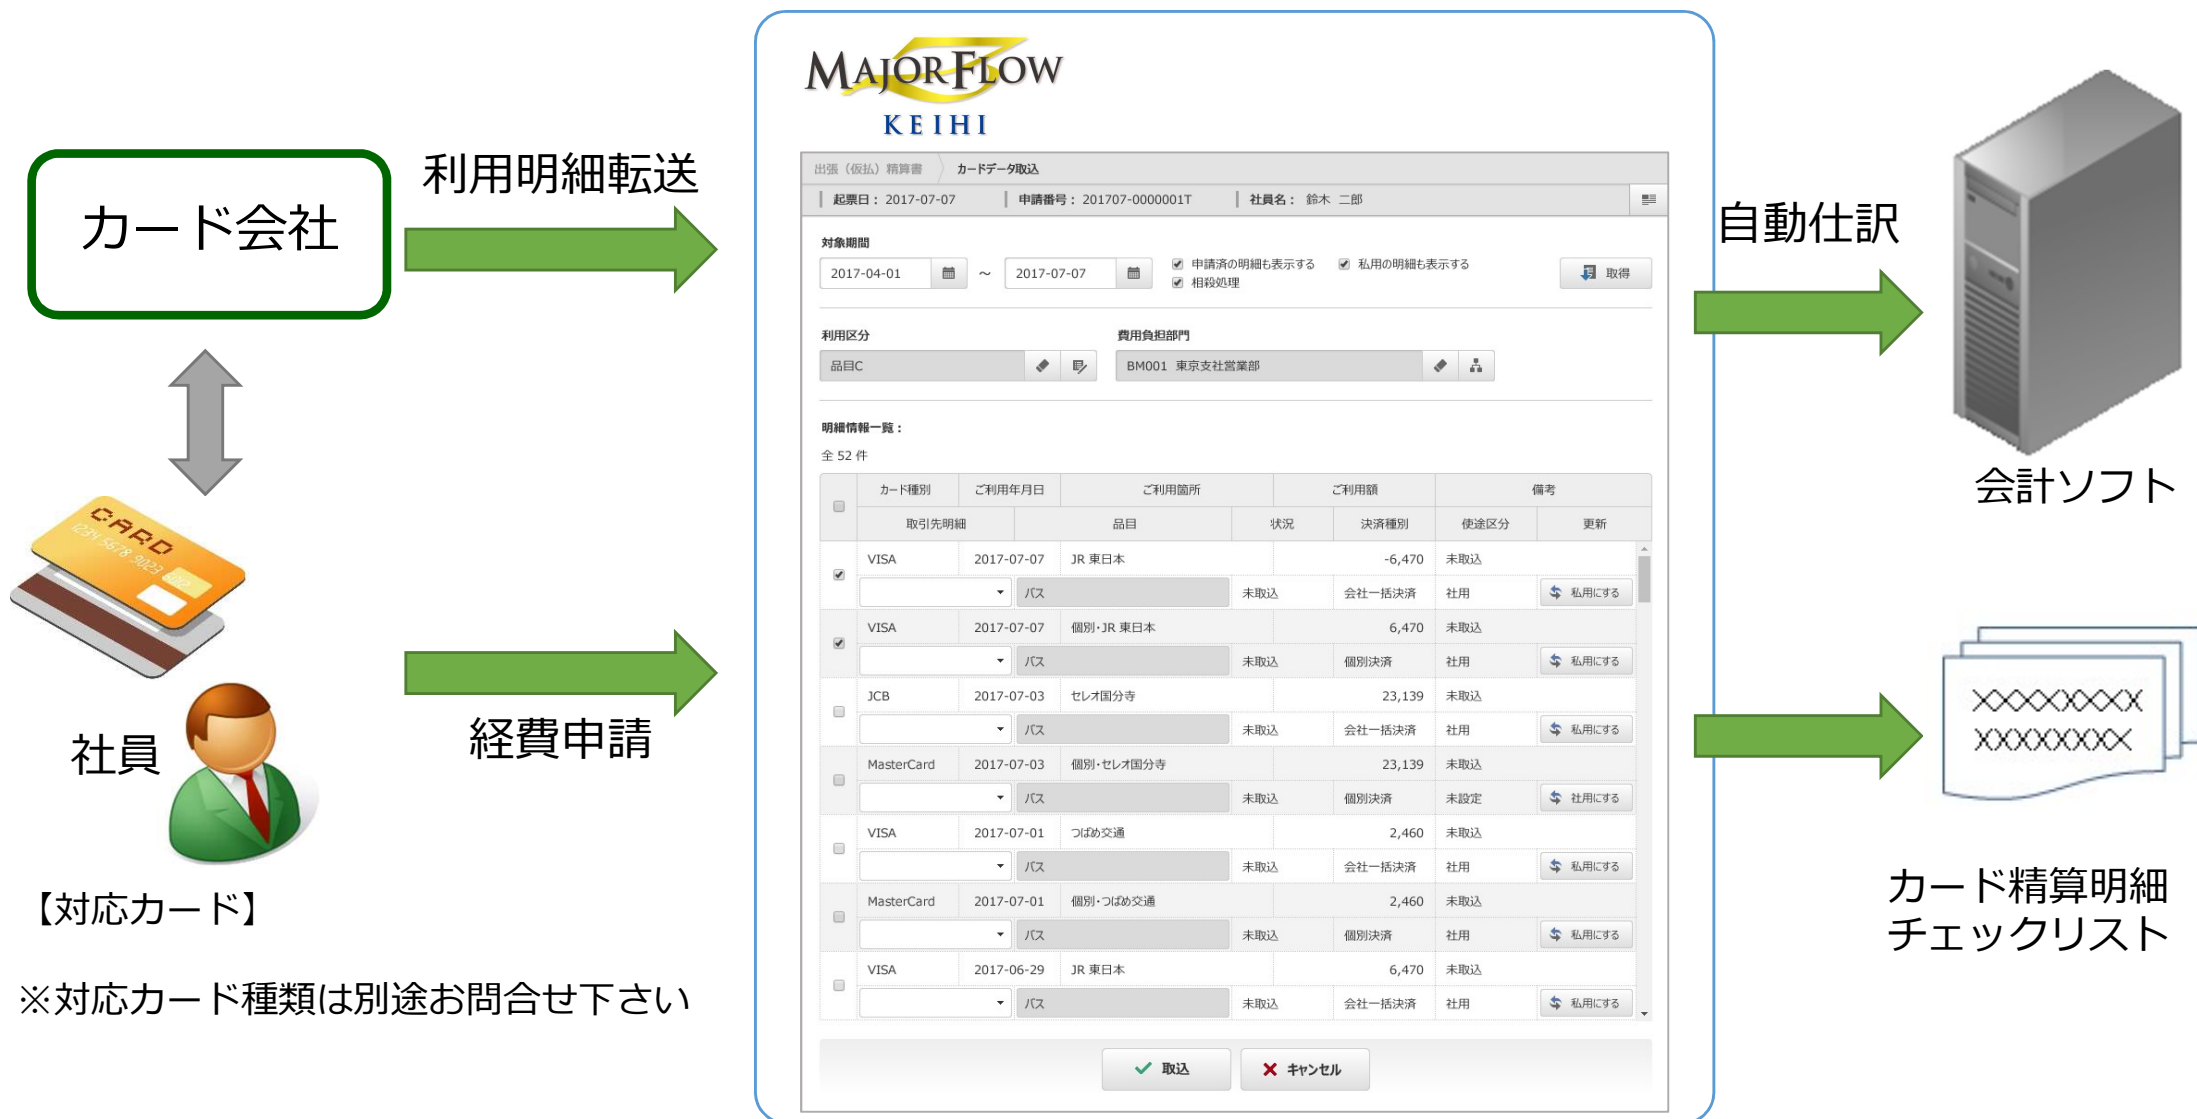 MAJORFLOW
KEIHI
カード会社
利用明細転送
CARD
1234 5678 9023
社員
経費申請
【対応カード】
※対応カード種類は別途お問合せ下さい
出張（仮払）精算書 カードデータ取込
起票日： 2017-07-07 申請番号： 201707-0000001T 社員名： 鈴木 二郎
対象期間
2017-04-01 ～ 2017-07-07 申請済の明細も表示する 私用の明細も表示する 取得
相殺処理
利用区分 費用負担部門
品目C BM001 東京支社営業部
明細情報一覧：
全 52 件
カード種別 ご利用年月日 ご利用箇所 ご利用額 備考
取引先明細 品目 状況 決済種別 使途区分 更新
VISA 2017-07-07 JR 東日本 -6,470 未取込
バス 未取込 会社一括決済 社用 私用にする
VISA 2017-07-07 個別・JR 東日本 6,470 未取込
バス 未取込 個別決済 社用 私用にする
JCB 2017-07-03 セレオ国分寺 23,139 未取込
バス 未取込 会社一括決済 社用 私用にする
MasterCard 2017-07-03 個別・セレオ国分寺 23,139 未取込
バス 未取込 個別決済 未設定 社用にする
VISA 2017-07-01 つばめ交通 2,460 未取込
バス 未取込 会社一括決済 社用 私用にする
MasterCard 2017-07-01 個別・つばめ交通 2,460 未取込
バス 未取込 個別決済 社用 私用にする
VISA 2017-06-29 JR 東日本 6,470 未取込
バス 未取込 会社一括決済 社用 私用にする
取込 キャンセル
自動仕訳
会計ソフト
XXXXXXXX
XXXXXXXX
カード精算明細
チェックリスト